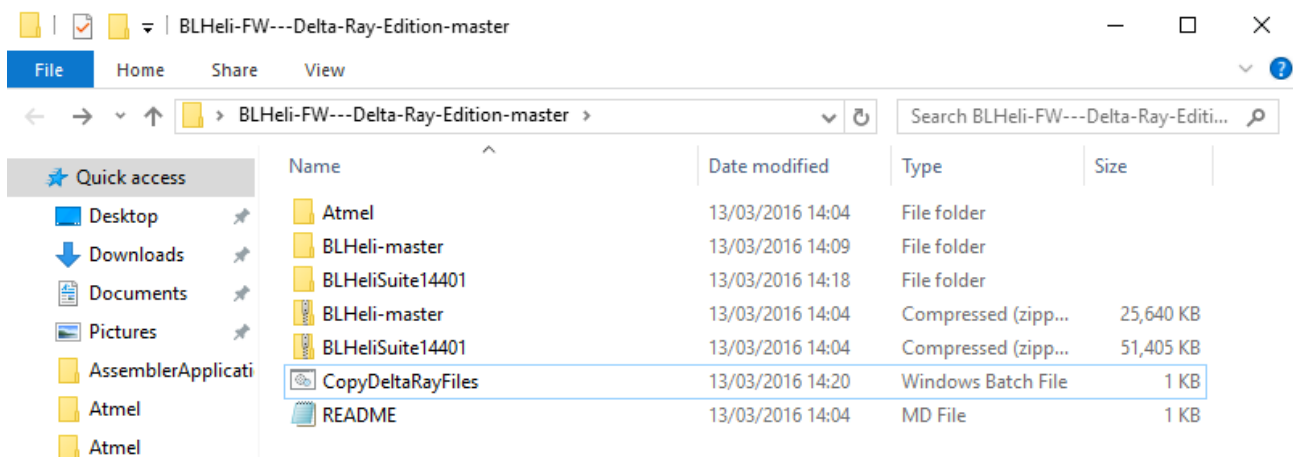 BLHeli-FW---Delta-Ray-Edition-master
File Home Share View
BLHeli-FW---Delta-Ray-Edition-master Search BLHeli-FW---Delta-Ray-Editi...
Quick access Name Date modified Type Size
Desktop Atmel 13/03/2016 14:04 File folder
Downloads BLHeli-master 13/03/2016 14:09 File folder
BLHeliSuite14401 13/03/2016 14:18 File folder
Documents BLHeli-master 13/03/2016 14:04 Compressed (zipp... 25,640 KB
Pictures BLHeliSuite14401 13/03/2016 14:04 Compressed (zipp... 51,405 KB
AssemblerApplicati CopyDeltaRayFiles 13/03/2016 14:20 Windows Batch File 1 KB
Atmel README 13/03/2016 14:04 MD File 1 KB
Atmel